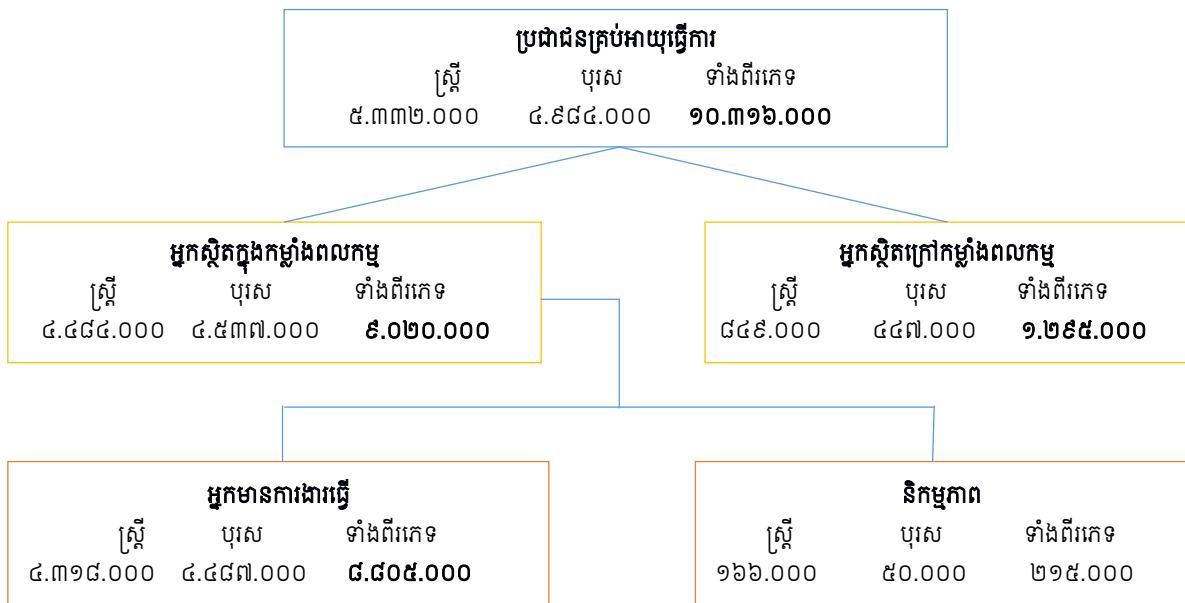 ប្រជាជនគ្រប់អាយុធ្វើការ
ស្ត្រី បុរស ទាំងពីរភេទ
៥.៣៣២.០០០ ៤.៩៨៤.០០០ ១០.៣១៦.០០០
អ្នកស្ថិតក្នុងកម្លាំងពលកម្ម
ស្ត្រី បុរស ទាំងពីរភេទ
៤.៤៨៤.០០០ ៤.៥៣៧.០០០ ៩.០២០.០០០
អ្នកស្ថិតក្រៅកម្លាំងពលកម្ម
ស្ត្រី បុរស ទាំងពីរភេទ
៨៤៩.០០០ ៤៤៧.០០០ ១.២៩៥.០០០
អ្នកមានការងារធ្វើ
ស្ត្រី បុរស ទាំងពីរភេទ
៤.៣១៨.០០០ ៤.៤៨៧.០០០ ៨.៨០៥.០០០
និកម្មភាព
ស្ត្រី បុរស ទាំងពីរភេទ
១៦៦.០០០ ៥០.០០០ ២១៥.០០០